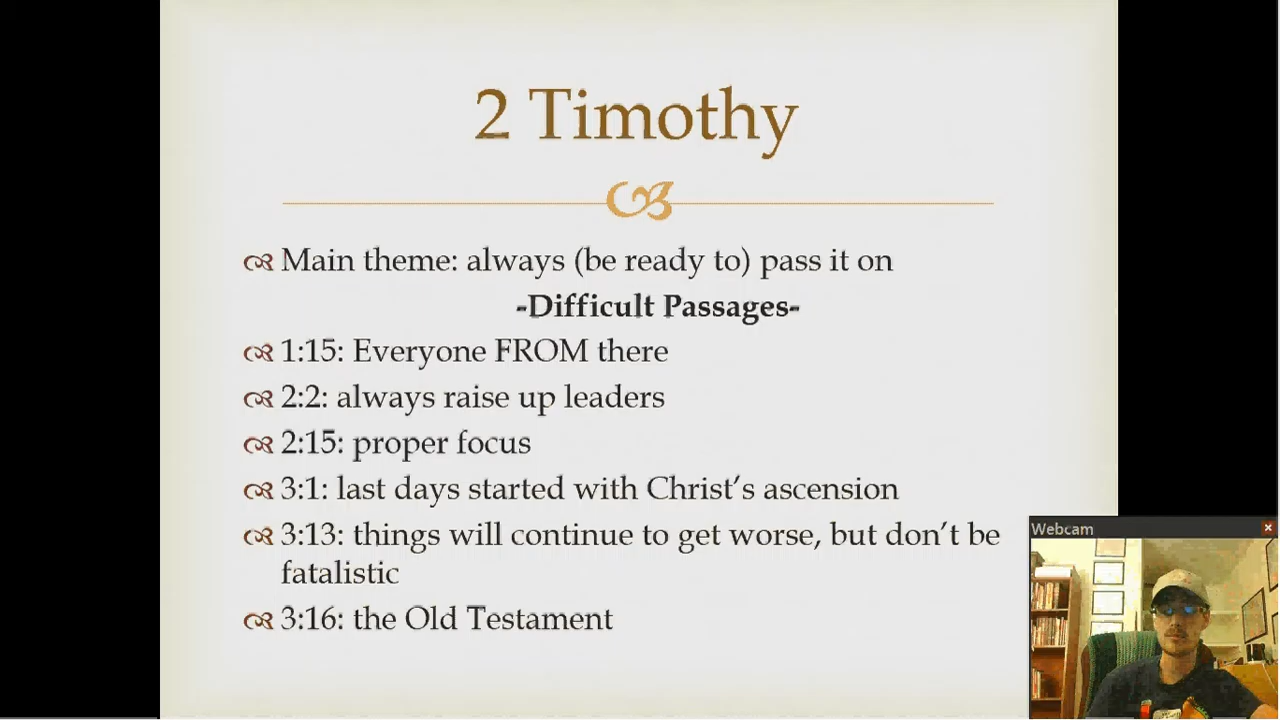 2 Timothy
Main theme: always (be ready to) pass it on
-Difficult Passages-
1:15: Everyone FROM there
2:2: always raise up leaders
2:15: proper focus
3:1: last days started with Christ’s ascension
3:13: things will continue to get worse, but don’t be
fatalistic
3:16: the Old Testament
Webcam